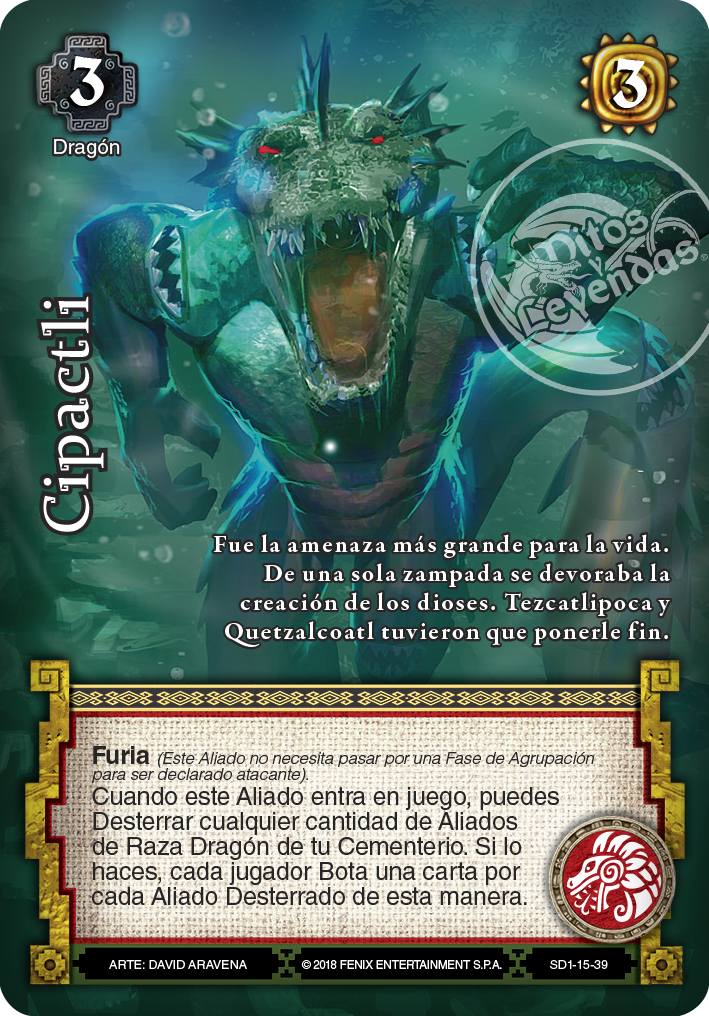 3
3
Dragón
Mitos
y
Leyendas
®
Cipactli
Fue la amenaza más grande para la vida.
De una sola zampada se devoraba la
creación de los dioses. Tezcatlipoca y
Quetzalcoatl tuvieron que ponerle fin.
Furia (Este Aliado no necesita pasar por una Fase de Agrupación
para ser declarado atacante).
Cuando este Aliado entra en juego, puedes
Desterrar cualquier cantidad de Aliados
de Raza Dragón de tu Cementerio. Si lo
haces, cada jugador Bota una carta por
cada Aliado Desterrado de esta manera.
ARTE: DAVID ARAVENA
© 2018 FENIX ENTERTAINMENT S.P.A.
SD1-15-39